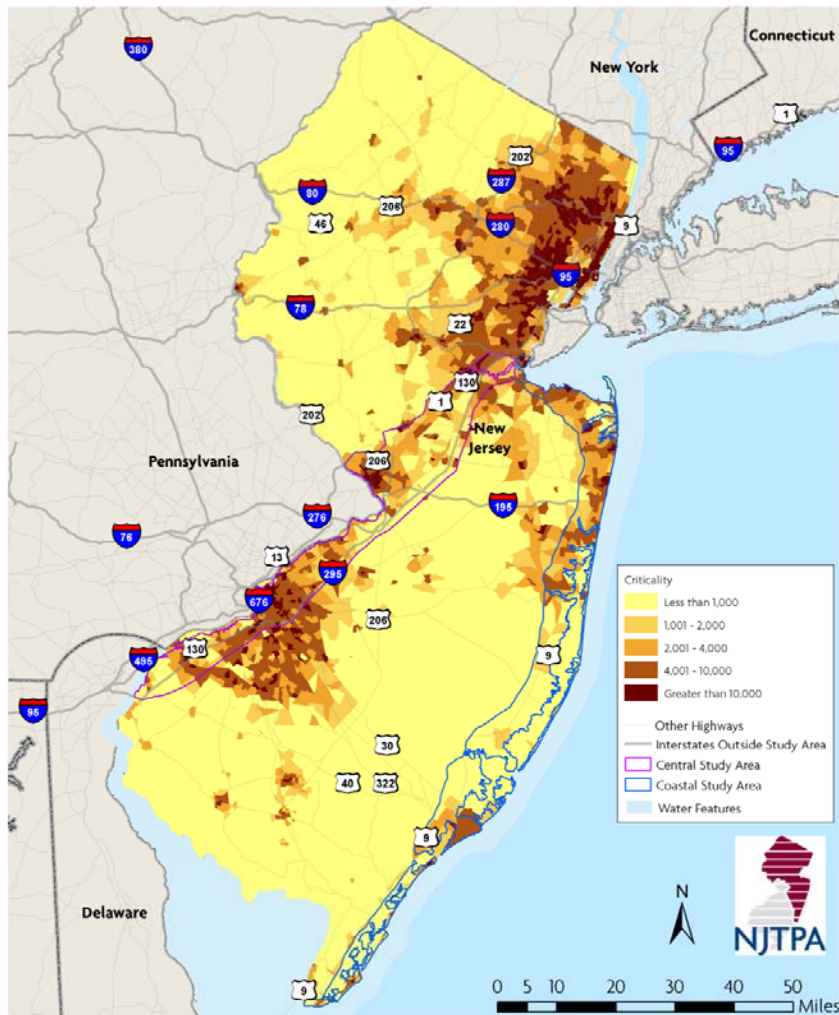 380
Connecticut
New York
1
95
202
287
80
206
46
280
9
95
78
22
130
1
202
New
Jersey
206
Pennsylvania
195
276
76
13
295
676
206
130
495
9
95
30
40
322
9
Delaware
9
Criticality
Less than 1,000
1,001 - 2,000
2,001 - 4,000
4,001 - 10,000
Greater than 10,000
Other Highways
Interstates Outside Study Area
Central Study Area
Coastal Study Area
Water Features
N
NJTPA
0 5 10 20 30 40 50
Miles